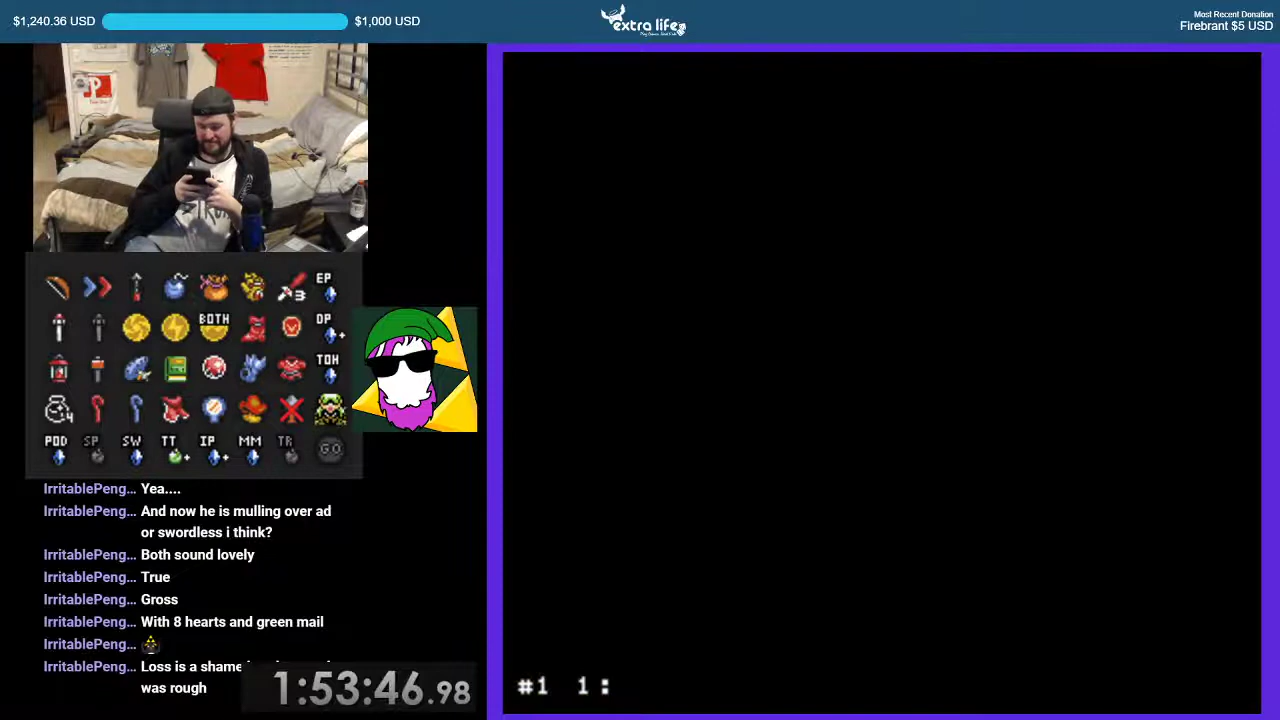 $1,240.36 USD
$1,000 USD
extra life
Most Recent Donation
Firebrant $5 USD
EP
BOTH
DP
TOH
3
4
POD SP SW TT IP MM TR GO
IrritablePeng... Yea....
IrritablePeng... And now he is mulling over ad
or swordless i think?
IrritablePeng... Both sound lovely
IrritablePeng... True
IrritablePeng... Gross
IrritablePeng... With 8 hearts and green mail
IrritablePeng...
IrritablePeng... Loss is a shame
was rough
1:53:46.98
#1 1: